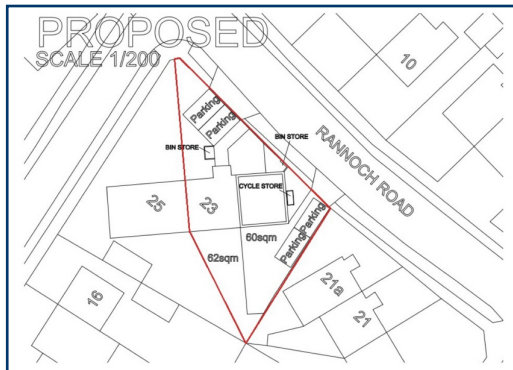 PROPOSED
SCALE 1/200
10
Parking
Parking
BIN STORE
RANNOCH ROAD
BIN STORE
CYCLE STORE
25
23
Parking
Parking
60sqm
62sqm
21a
21
16